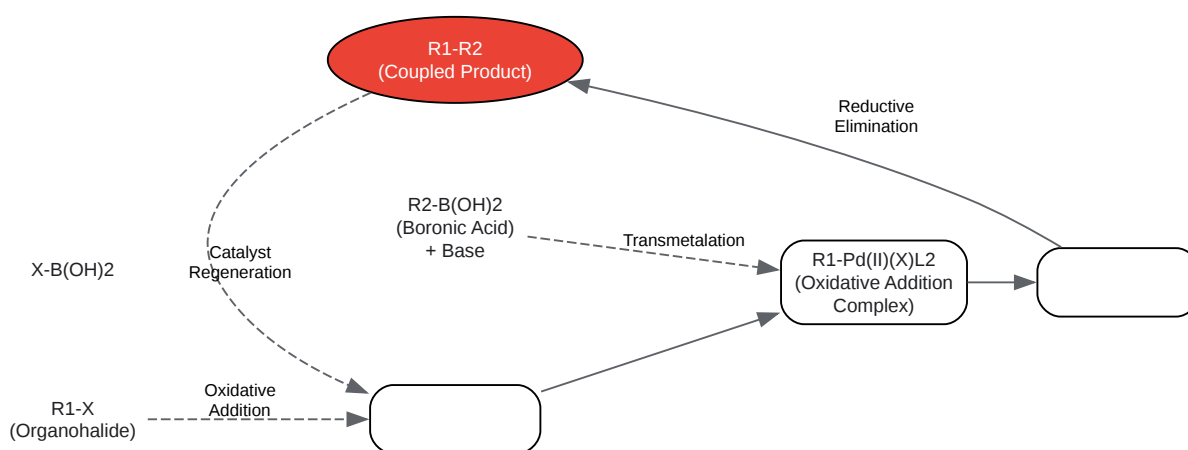 R1-R2
(Coupled Product)
Reductive
Elimination
R2-B(OH)2
(Boronic Acid)
+ Base
Transmetalation
Catalyst
Regeneration
X-B(OH)2
R1-Pd(II)(X)L2
(Oxidative Addition
Complex)
Oxidative
Addition
R1-X
(Organohalide)